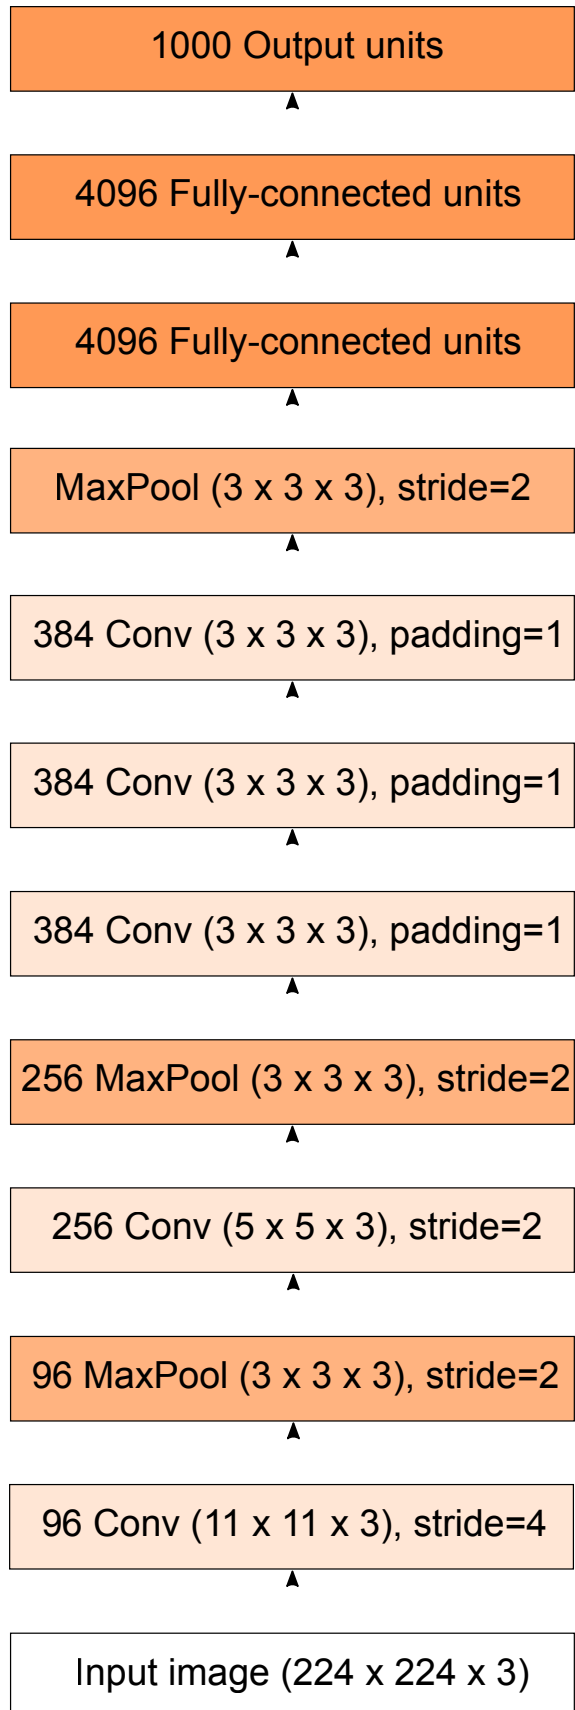 1000 Output units
4096 Fully-connected units
4096 Fully-connected units
MaxPool (3 x 3 x 3), stride=2
384 Conv (3 x 3 x 3), padding=1
384 Conv (3 x 3 x 3), padding=1
384 Conv (3 x 3 x 3), padding=1
256 MaxPool (3 x 3 x 3), stride=2
256 Conv (5 x 5 x 3), stride=2
96 MaxPool (3 x 3 x 3), stride=2
96 Conv (11 x 11 x 3), stride=4
Input image (224 x 224 x 3)